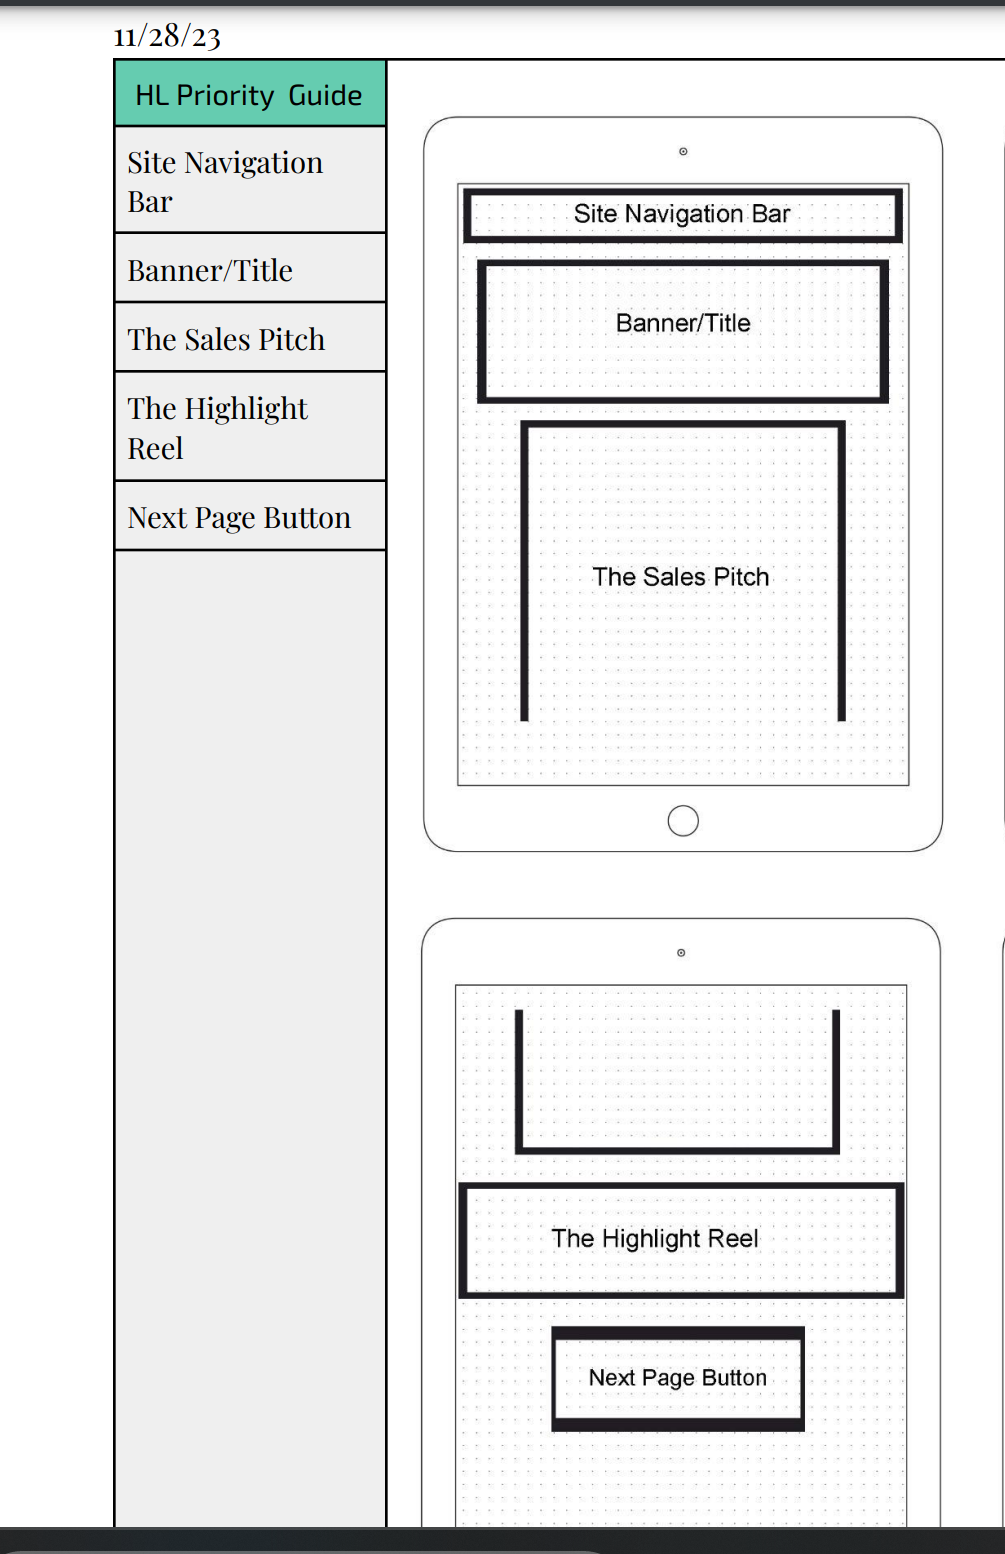 11/28/23
HL Priority Guide
Site Navigation
Bar
Banner/Title
The Sales Pitch
The Highlight
Reel
Next Page Button
Site Navigation Bar
Banner/Title
The Sales Pitch
The Highlight Reel
Next Page Button